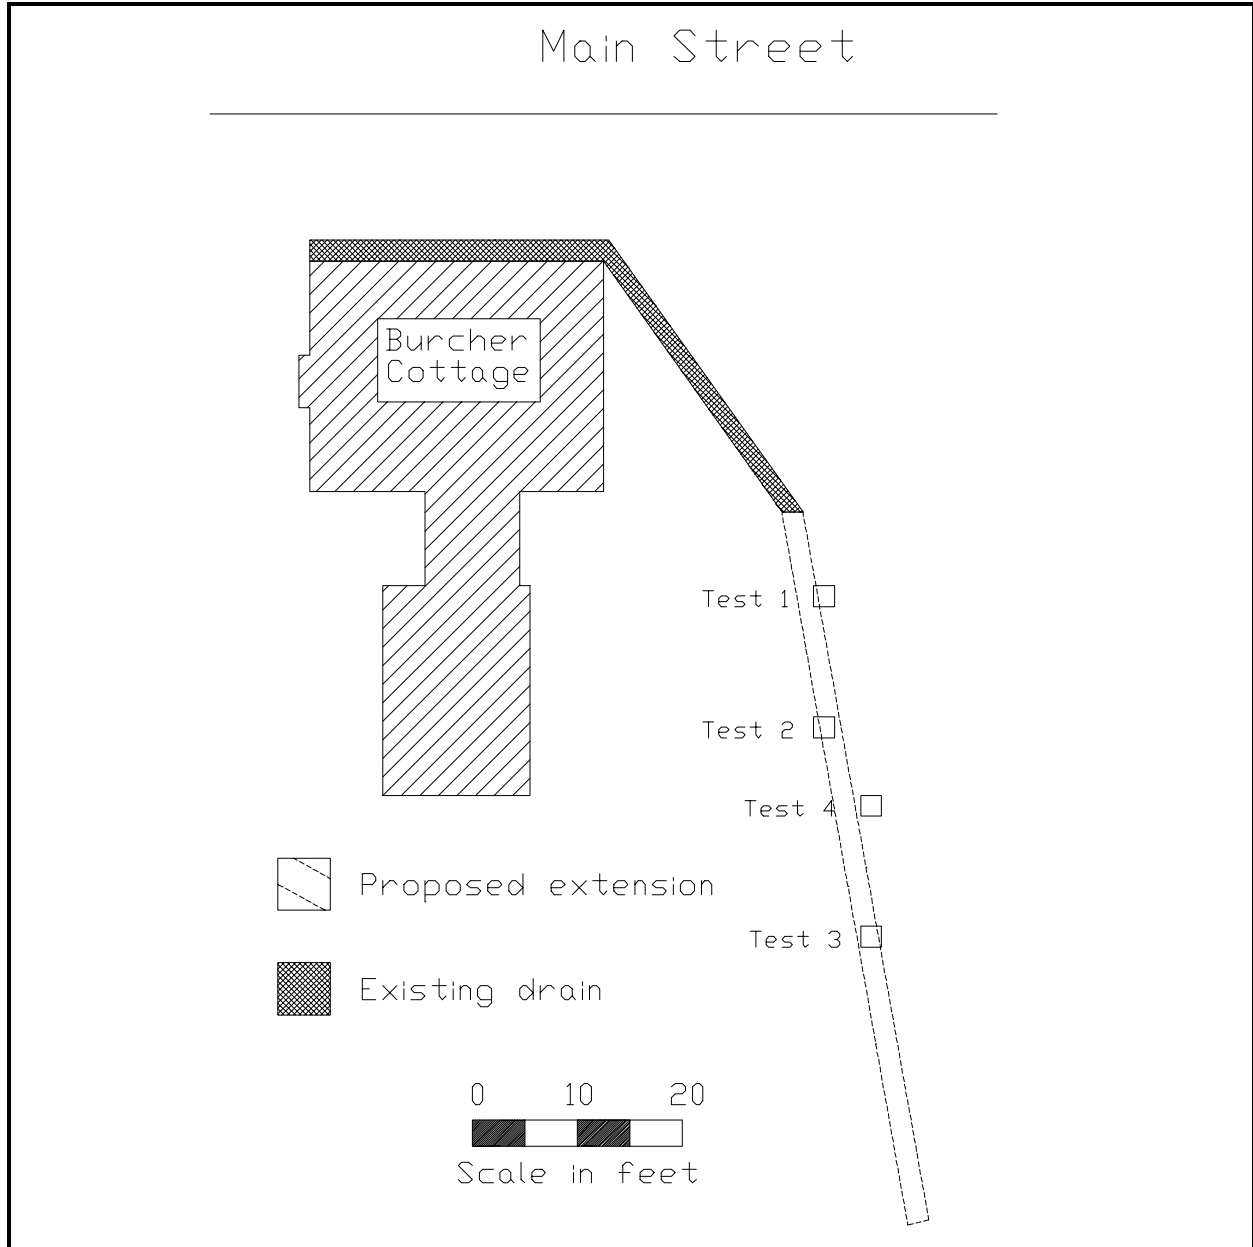 Main Street
Burcher
Cottage
Test 1
Test 2
Test 4
Proposed extension
Test 3
Existing drain
0 10 20
Scale in feet